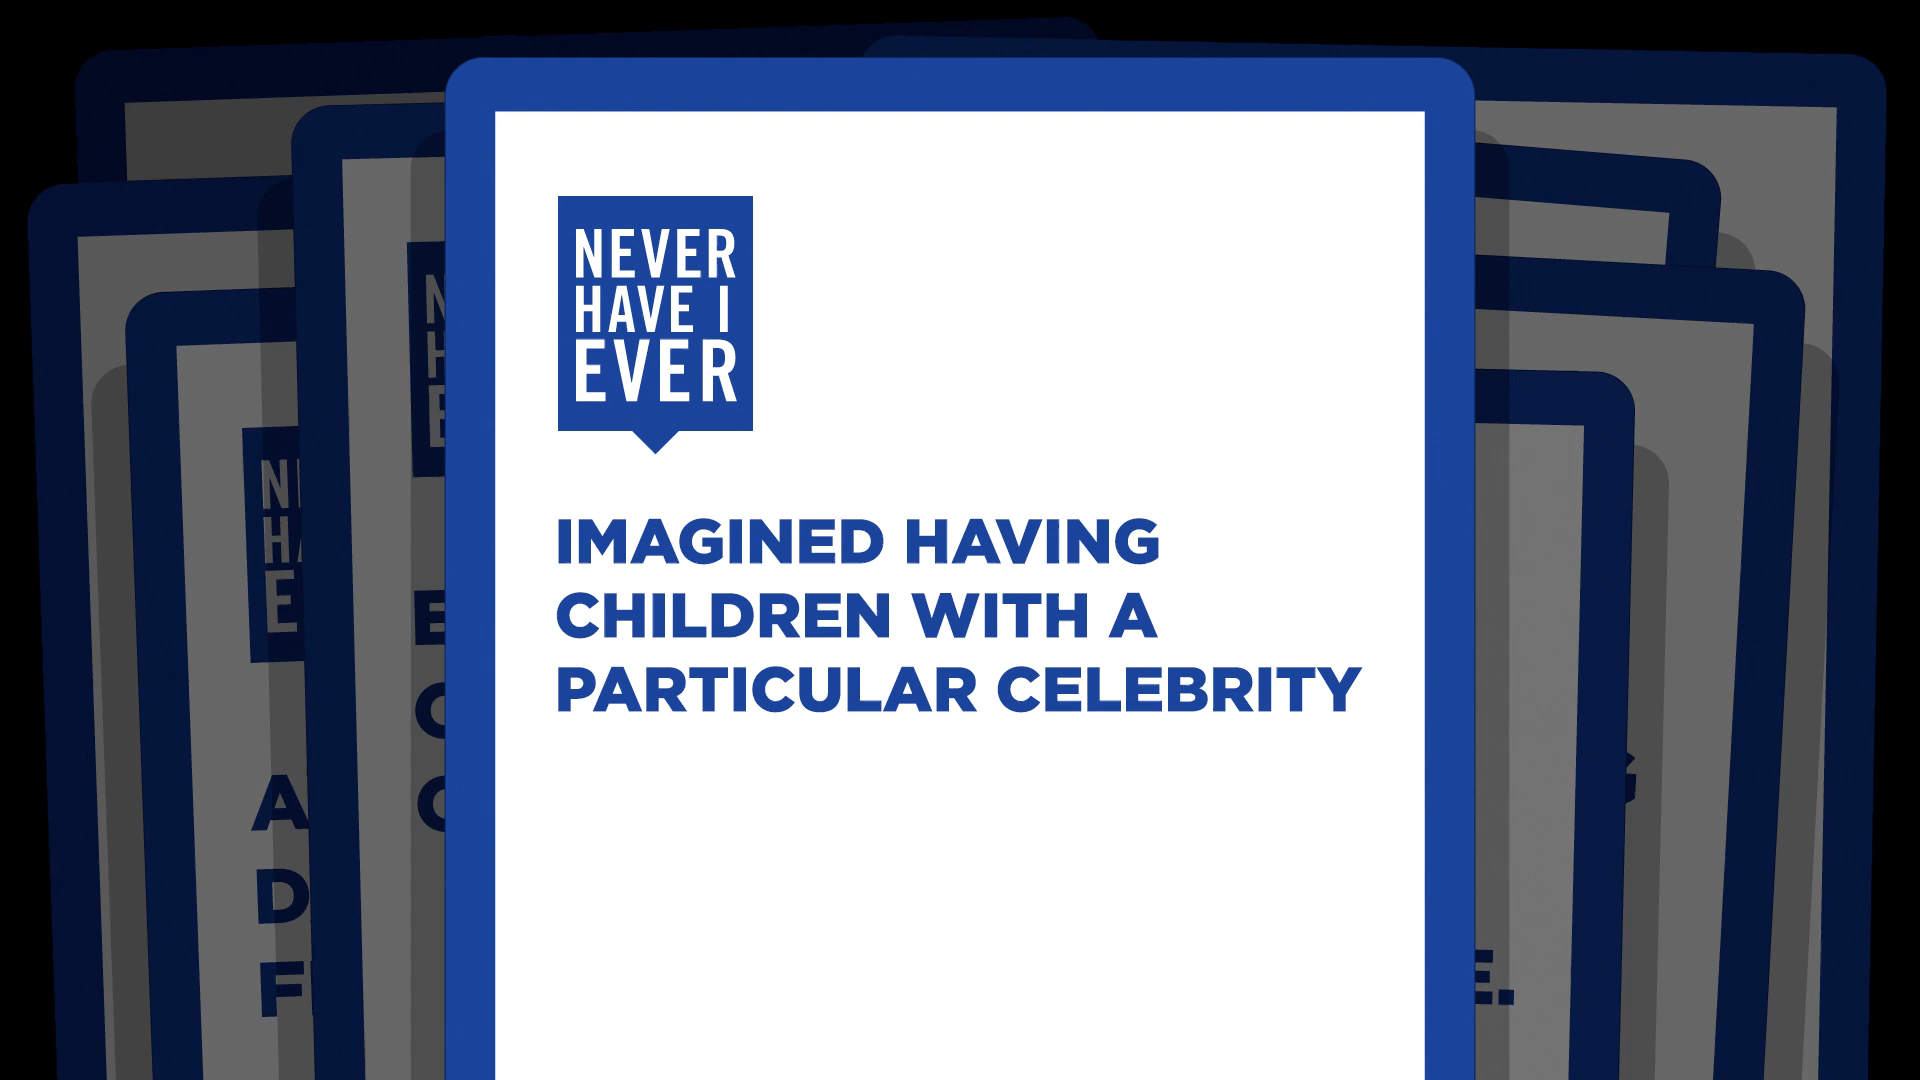 NEVER
HAVE I
EVER
IMAGINED HAVING
CHILDREN WITH A
PARTICULAR CELEBRITY